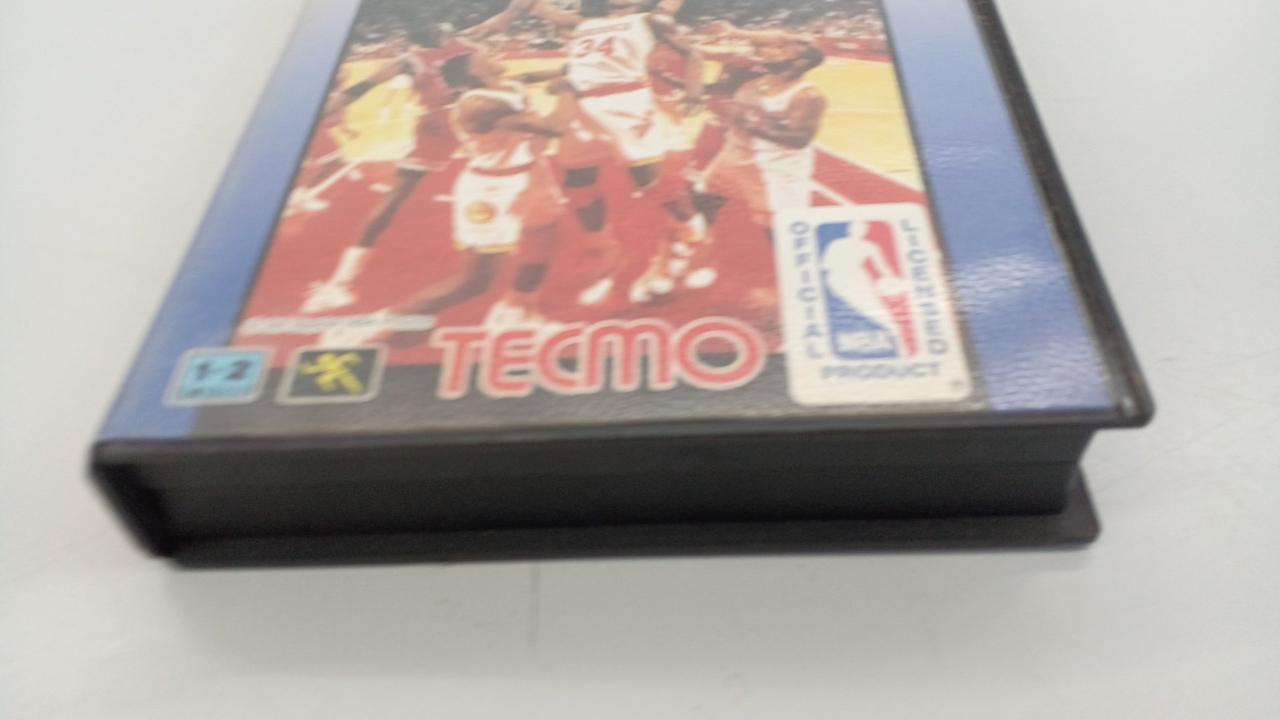 34
1-2
TECMO
OFFICIAL
LICENSED
NBA
PRODUCT